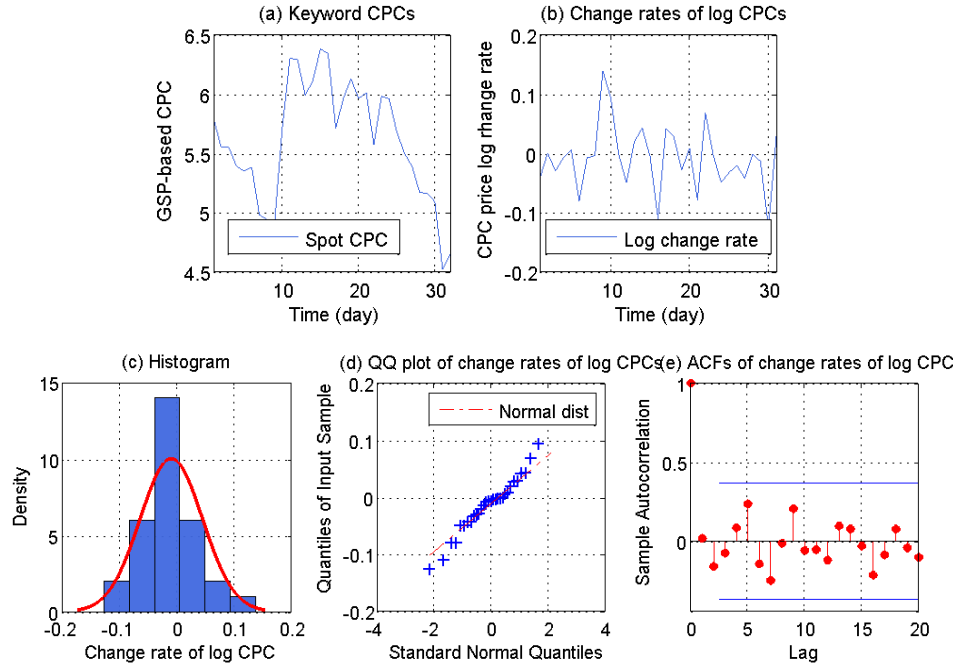 (a) Keyword CPCs
GSP-based CPC
6.5
6
5.5
5
4.5
Spot CPC
10
20
30
Time (day)
(b) Change rates of log CPCs
CPC price log rhange rate
0.2
0.1
0
-0.1
-0.2
Log change rate
10
20
30
Time (day)
(c) Histogram
Density
15
10
5
0
-0.2
-0.1
0
0.1
0.2
Change rate of log CPC
(d) QQ plot of change rates of log CPCs
Quantiles of Input Sample
0.2
0.1
0
-0.1
-0.2
Normal dist
-4
-2
0
2
4
Standard Normal Quantiles
(e) ACFs of change rates of log CPC
Sample Autocorrelation
1
0
0
5
10
15
20
Lag